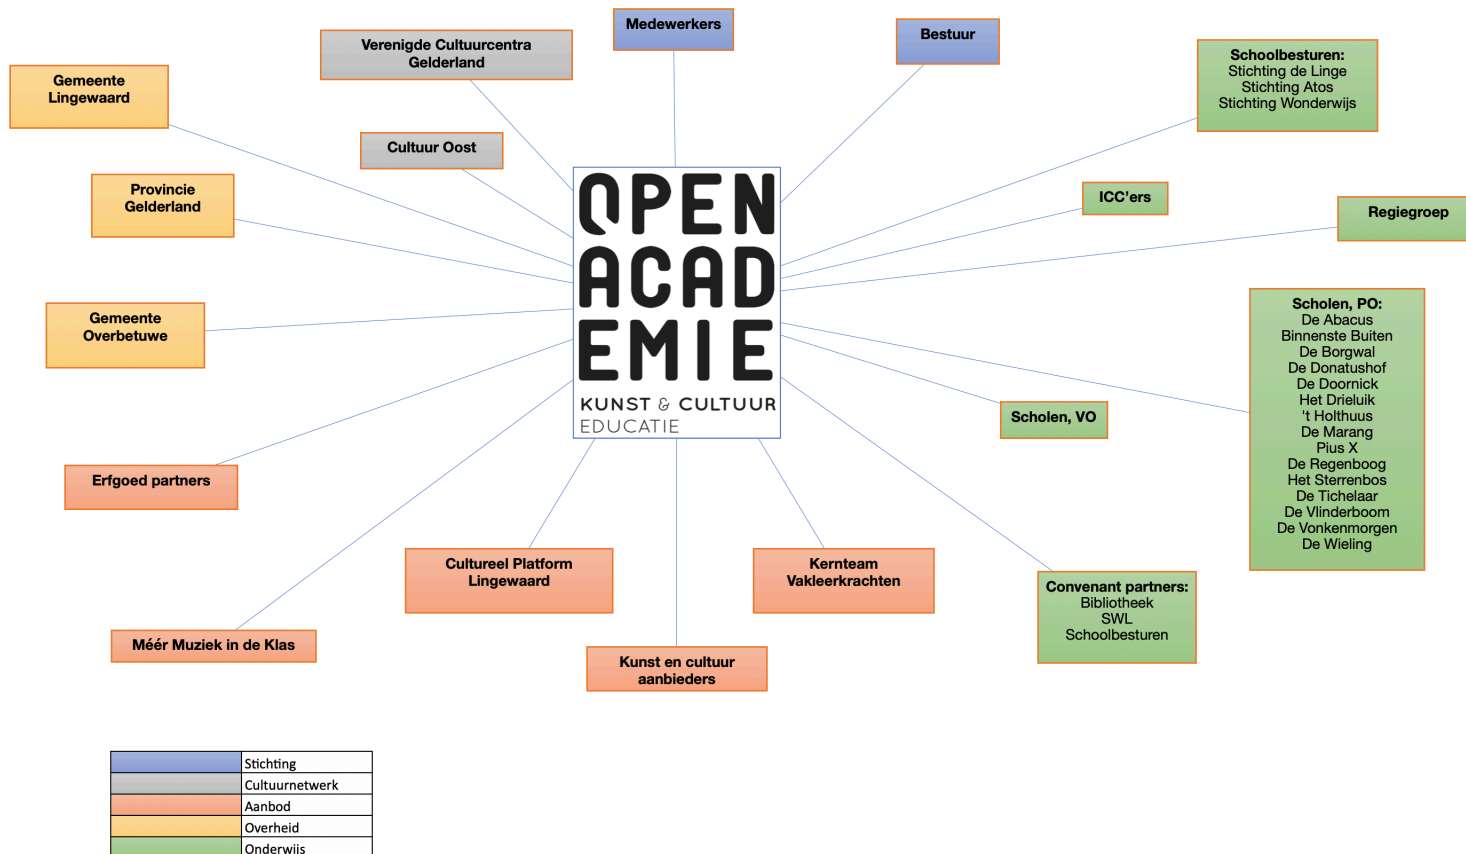 Medewerkers
Bestuur
Verenigde Cultuurcentra
Gelderland
Schoolbesturen:
Stichting de Linge
Stichting Atos
Stichting Wonderwijs
Gemeente
Lingewaard
Cultuur Oost
Provincie
Gelderland
ICC'ers
Regiegroep
OPEN
ACAD
EMIE
KUNST & CULTUUR
EDUCATIE
Gemeente
Overbetuwe
Scholen, PO:
De Abacus
Binnenste Buiten
De Borgwal
De Donatushof
De Doornick
Het Drieluik
't Holthuus
De Marang
Pius X
De Regenboog
Het Sterrenbos
De Tichelaar
De Vlinderboom
De Vonkenmorgen
De Wieling
Scholen, VO
Erfgoed partners
Cultureel Platform
Lingewaard
Kernteam
Vakleerkrachten
Convenant partners:
Bibliotheek
SWL
Schoolbesturen
Méér Muziek in de Klas
Kunst en cultuur
aanbieders
Stichting
Cultuurnetwerk
Aanbod
Overheid
Onderwijs